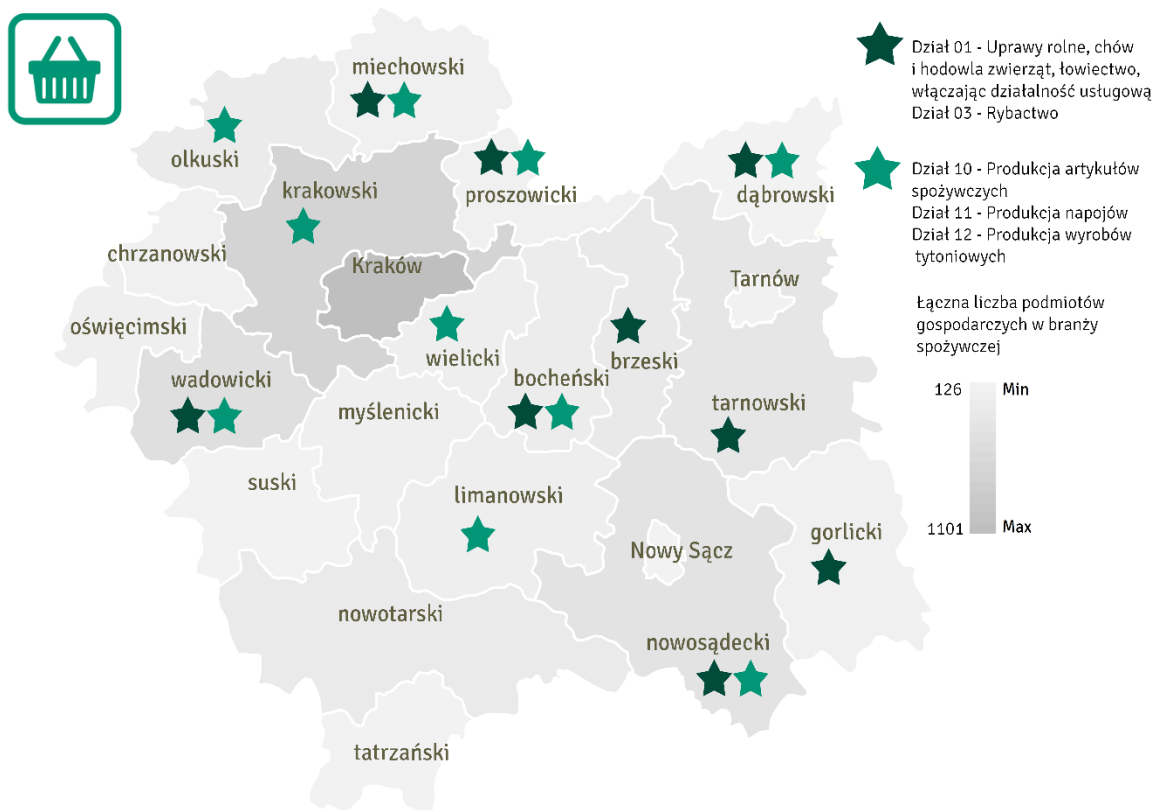 miechowski
olkuski
proszowicki
dąbrowski
krakowski
chrzanowski
Kraków
Tarnów
oświęcimski
wielicki
brzeski
wadowicki
bocheński
myślenicki
tarnowski
suski
limanowski
gorlicki
Nowy Sącz
nowotarski
nowosądecki
tatrzański
Dział 01 - Uprawy rolne, chów
i hodowla zwierząt, łowiectwo,
włączając działalność usługową
Dział 03 - Rybactwo
Dział 10 - Produkcja artykułów
spożywczych
Dział 11 - Produkcja napojów
Dział 12 - Produkcja wyrobów
tytoniowych
Łączna liczba podmiotów
gospodarczych w branży
spożywczej
126 Min
1101 Max